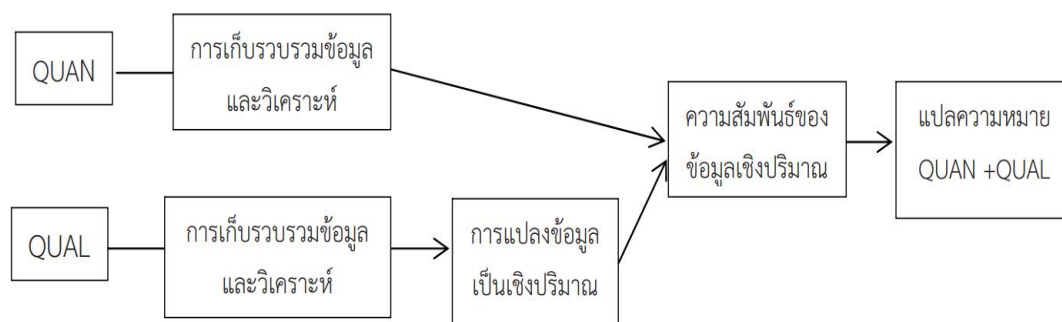 QUAN
การเก็บรวบรวมข้อมูล
และวิเคราะห์
ความสัมพันธ์ของ
ข้อมูลเชิงปริมาณ
แปลความหมาย
QUAN +QUAL
QUAL
การเก็บรวบรวมข้อมูล
และวิเคราะห์
การแปลงข้อมูล
เป็นเชิงปริมาณ